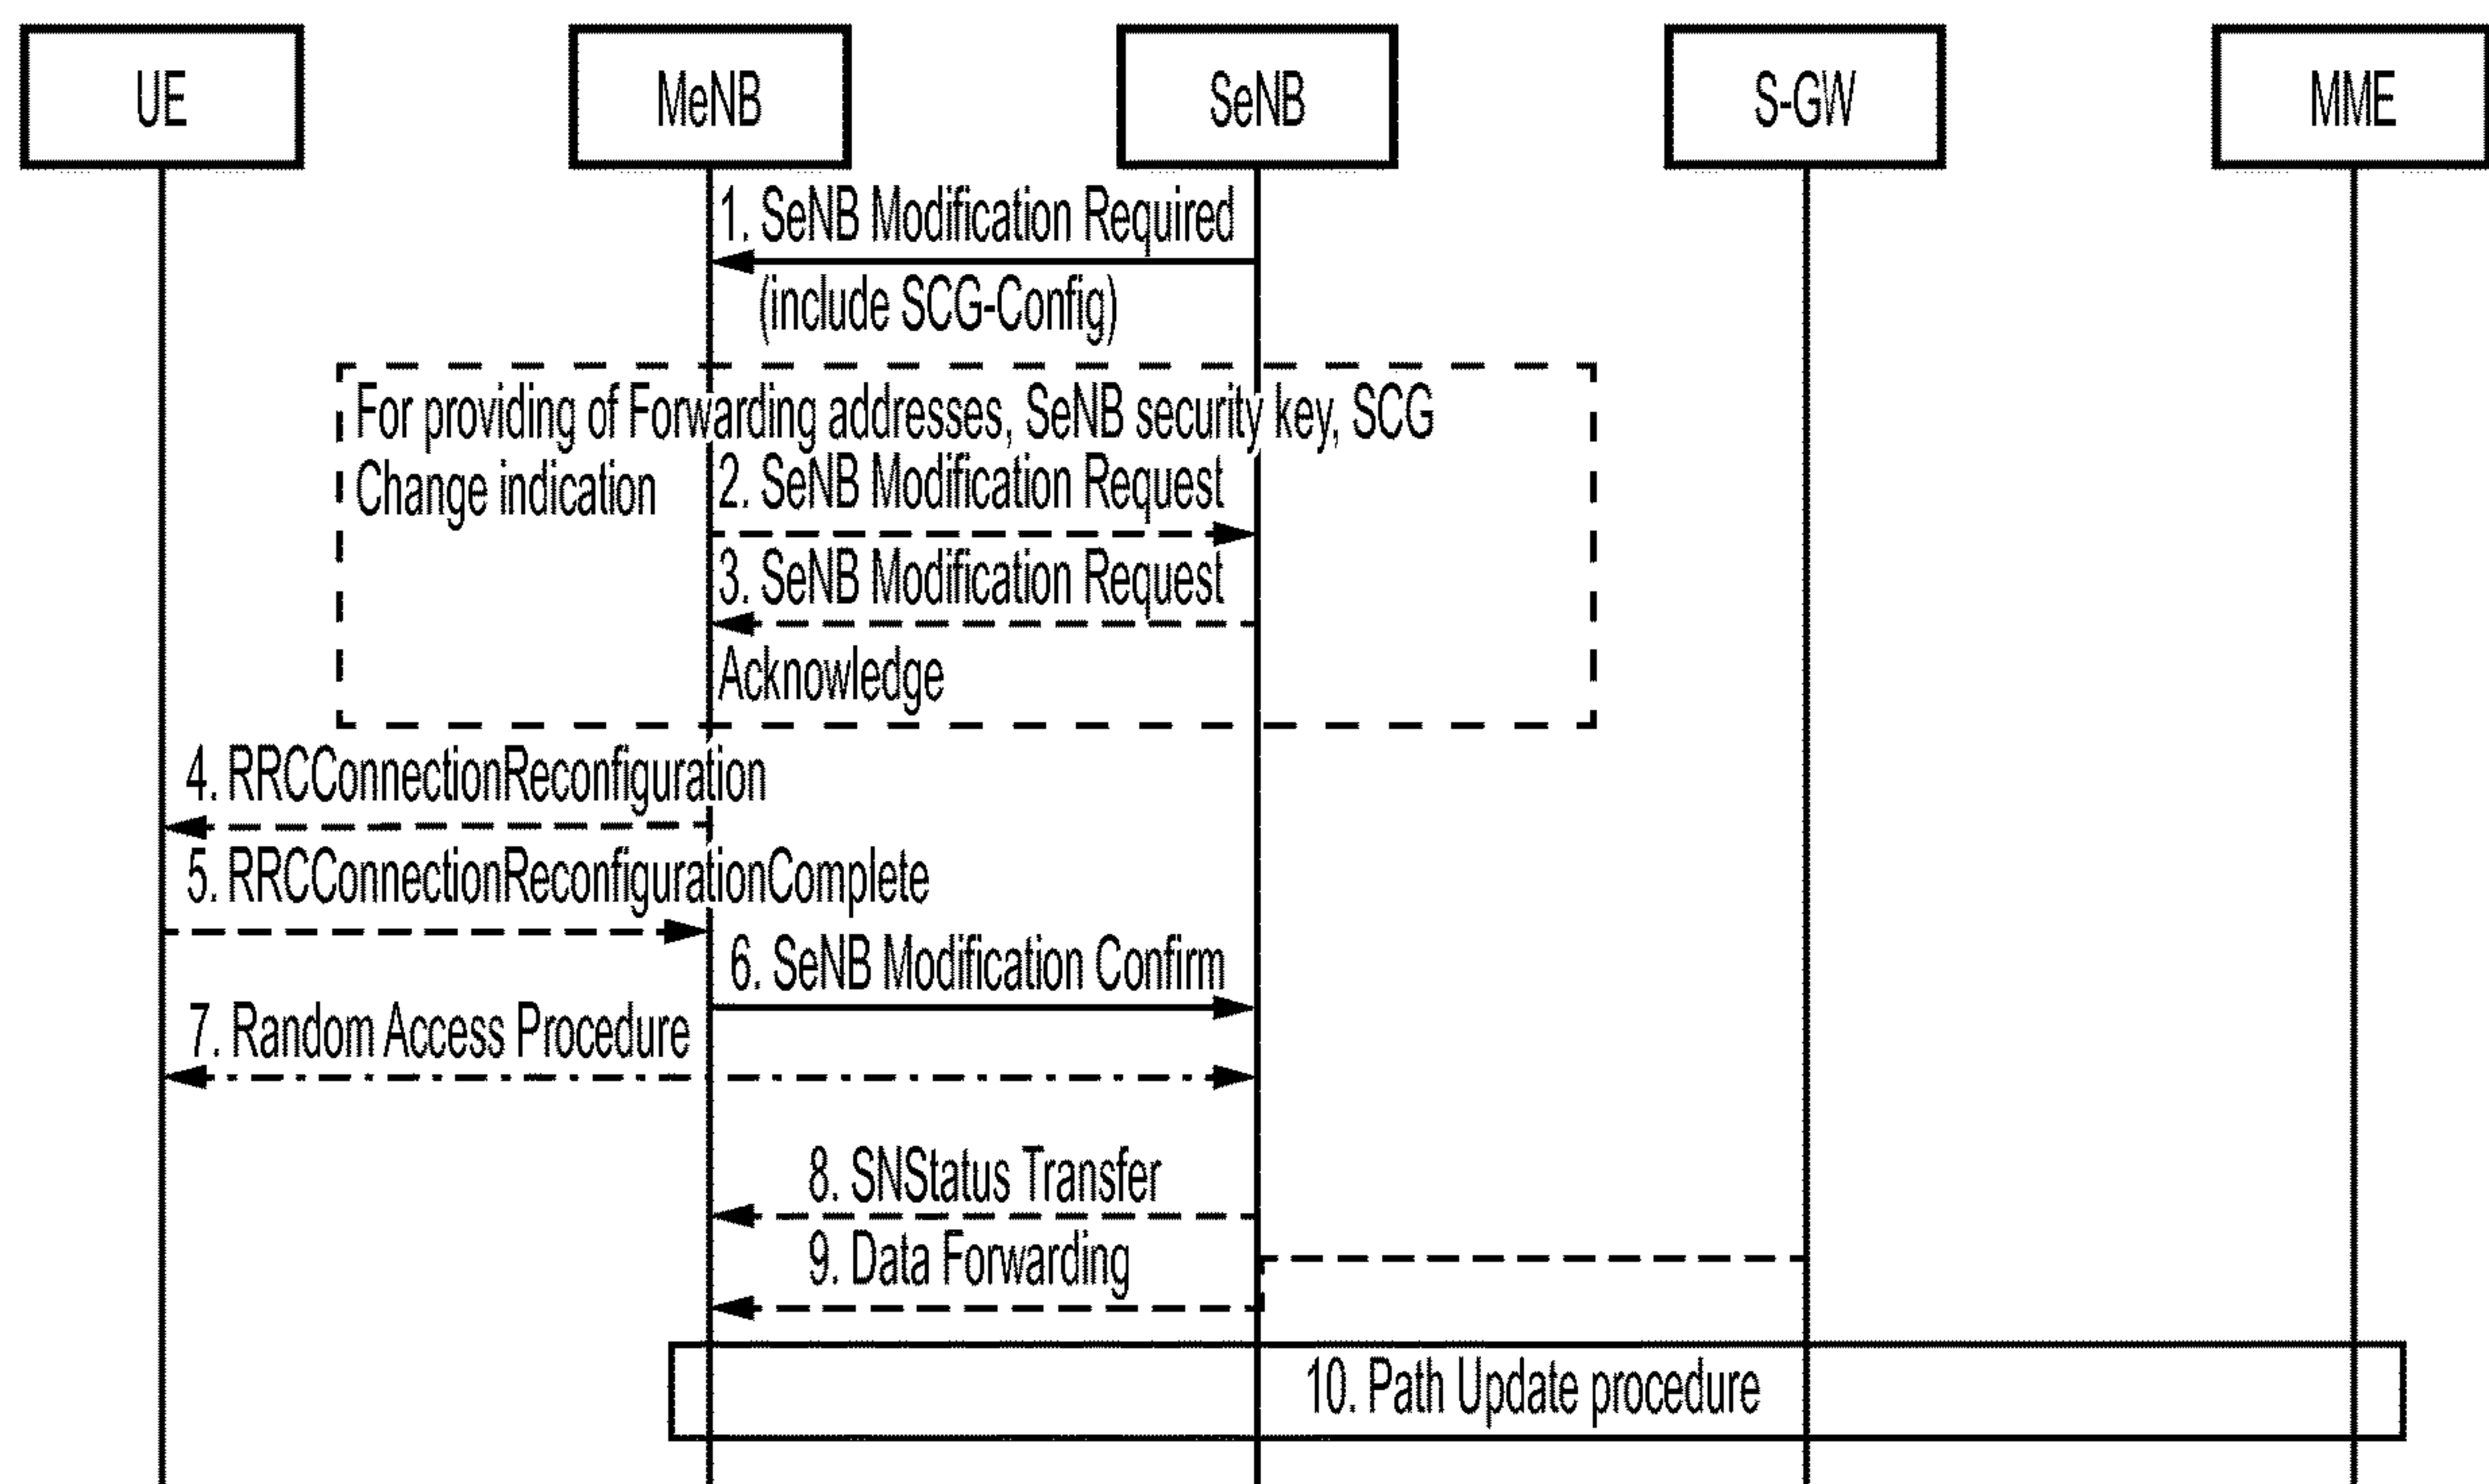 UE
MeNB
SeNB
S-GW
MME
1. SeNB Modification Required
(include SCG-Config)
For providing of Forwarding addresses, SeNB security key, SCG
Change indication
2. SeNB Modification Request
3. SeNB Modification Request
Acknowledge
4. RRCConnectionReconfiguration
5. RRCConnectionReconfigurationComplete
6. SeNB Modification Confirm
7. Random Access Procedure
8. SNStatus Transfer
9. Data Forwarding
10. Path Update procedure